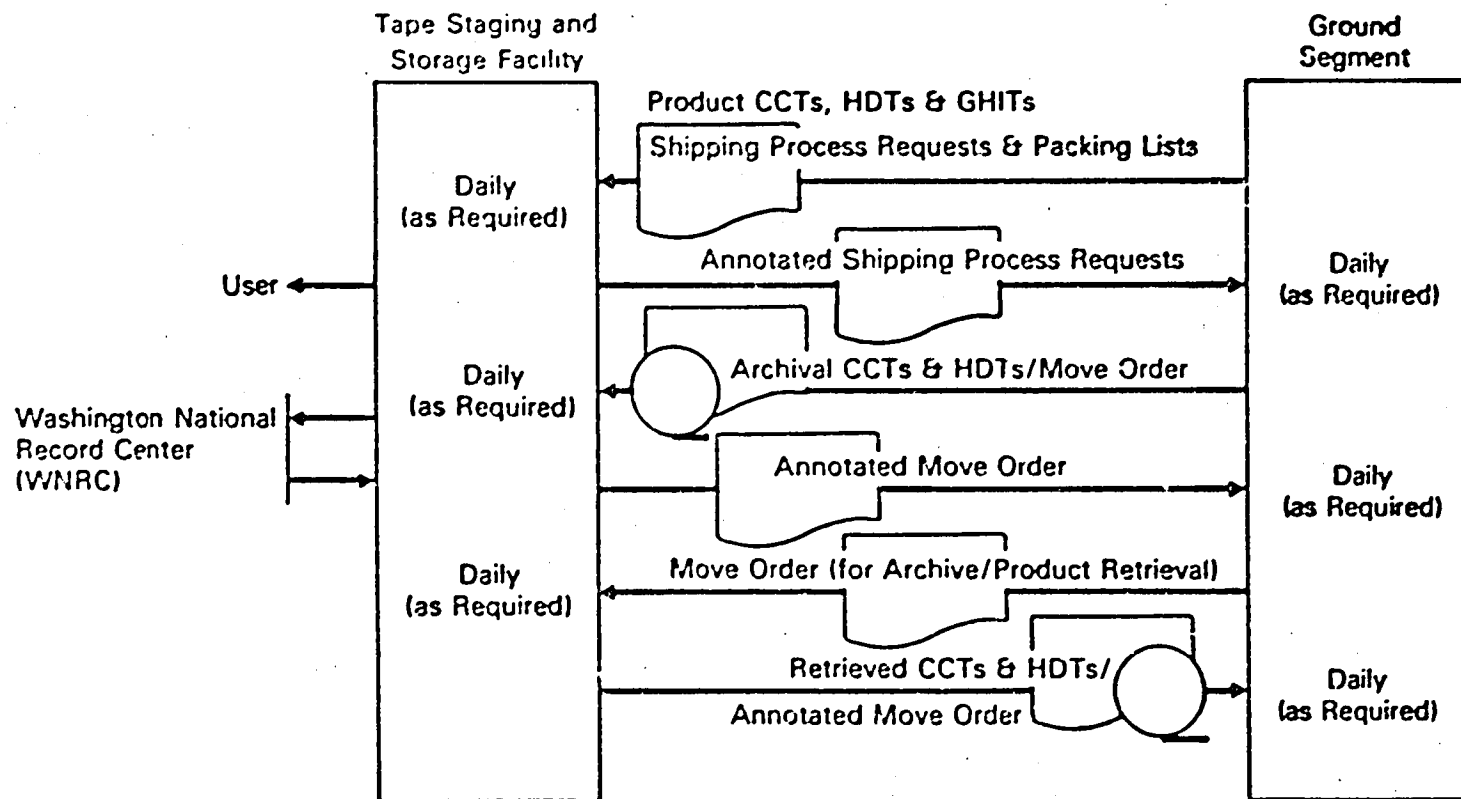 Tape Staging and
Storage Facility
Ground
Segment
Product CCTs, HDTs & GHITs
Shipping Process Requests & Packing Lists
Daily
(as Required)
Annotated Shipping Process Requests
User
Daily
(as Required)
Archival CCTs & HDTs/Move Order
Daily
(as Required)
Washington National
Record Center
(WNRC)
Annotated Move Order
Daily
(as Required)
Move Order (for Archive/Product Retrieval)
Daily
(as Required)
Retrieved CCTs & HDTs/
Annotated Move Order
Daily
(as Required)